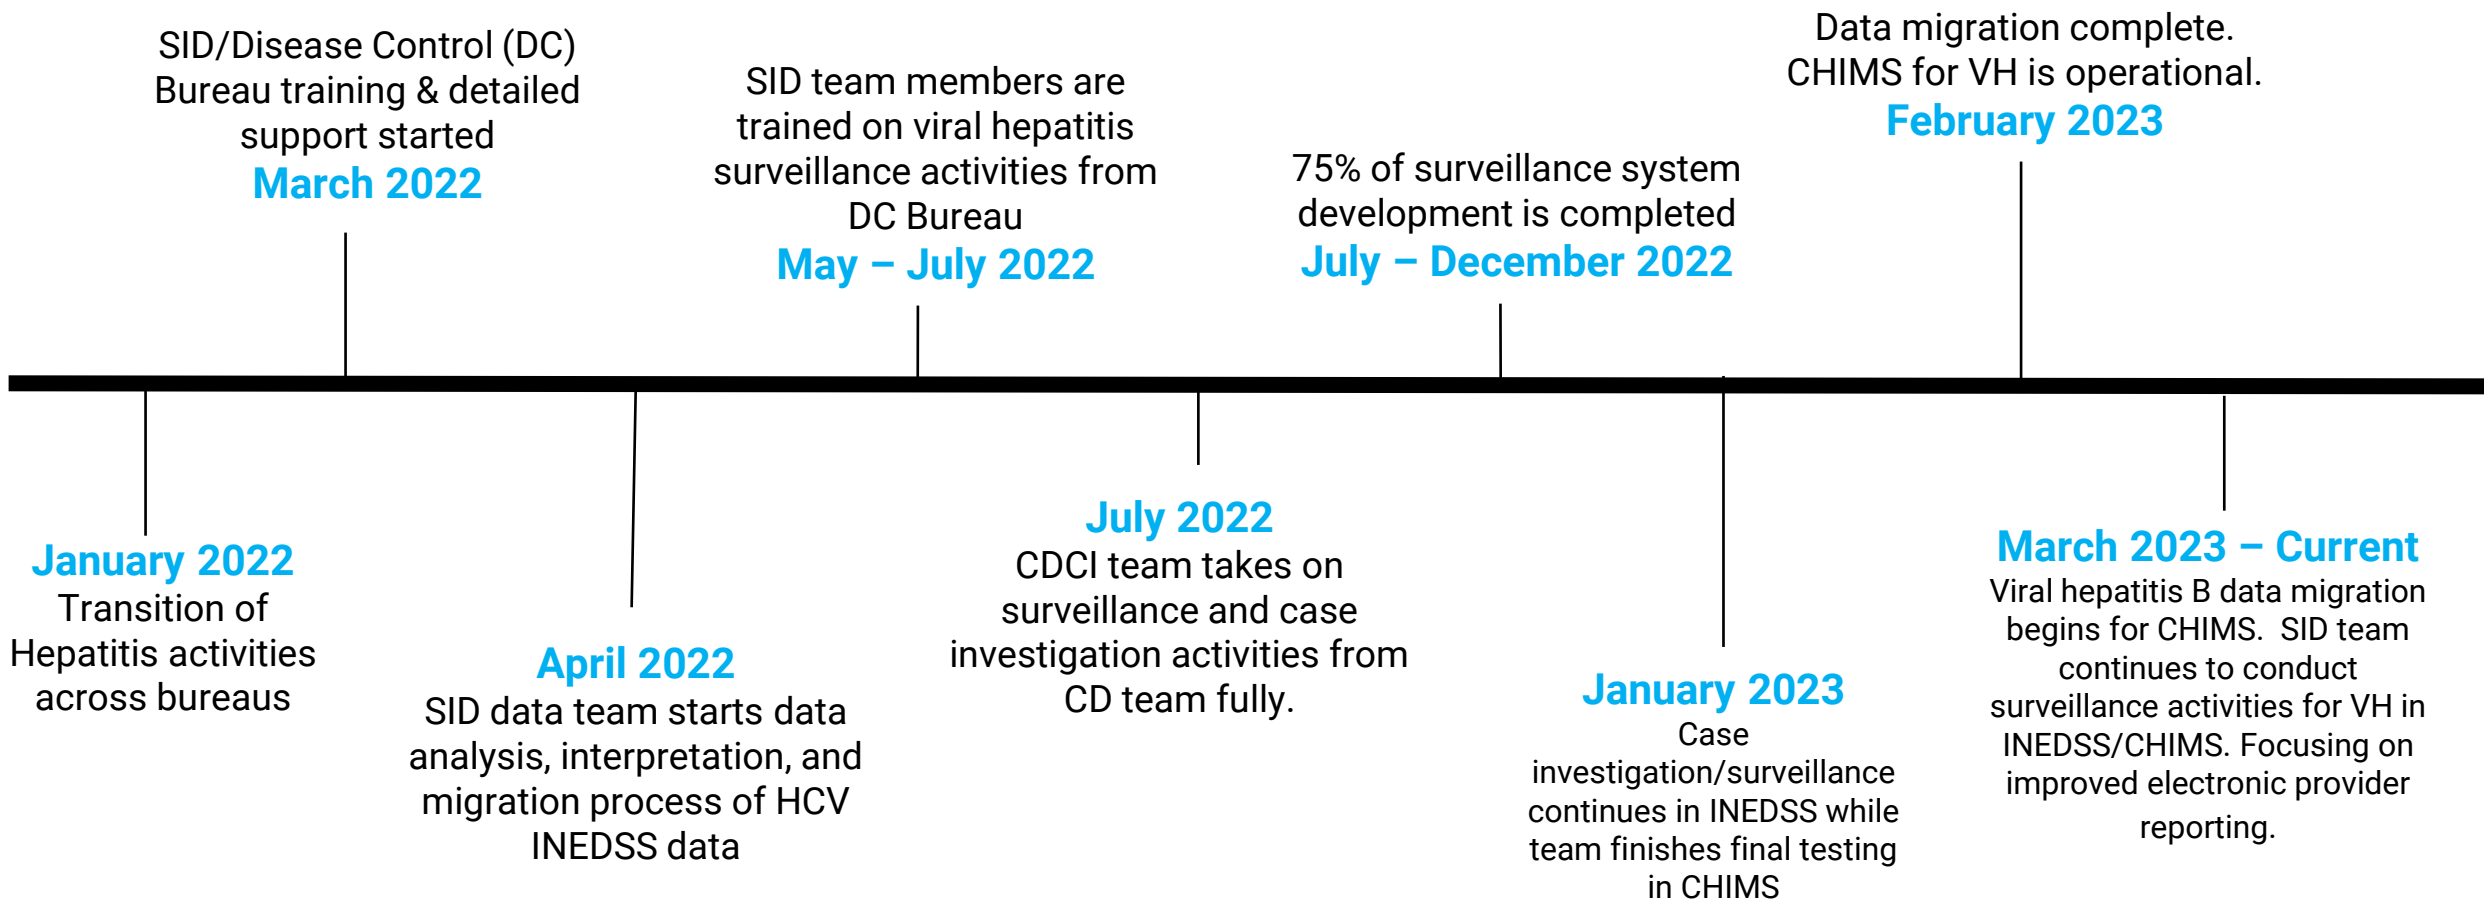 SID/Disease Control (DC)
Bureau training & detailed
support started
March 2022
SID team members are
trained on viral hepatitis
surveillance activities from
DC Bureau
May – July 2022
75% of surveillance system
development is completed
July – December 2022
Data migration complete.
CHIMS for VH is operational.
February 2023
January 2022
Transition of
Hepatitis activities
across bureaus
April 2022
SID data team starts data
analysis, interpretation, and
migration process of HCV
INEDSS data
July 2022
CDCI team takes on
surveillance and case
investigation activities from
CD team fully.
January 2023
Case
investigation/surveillance
continues in INEDSS while
team finishes final testing
in CHIMS
March 2023 – Current
Viral hepatitis B data migration
begins for CHIMS.  SID team
continues to conduct
surveillance activities for VH in
INEDSS/CHIMS. Focusing on
improved electronic provider
reporting.